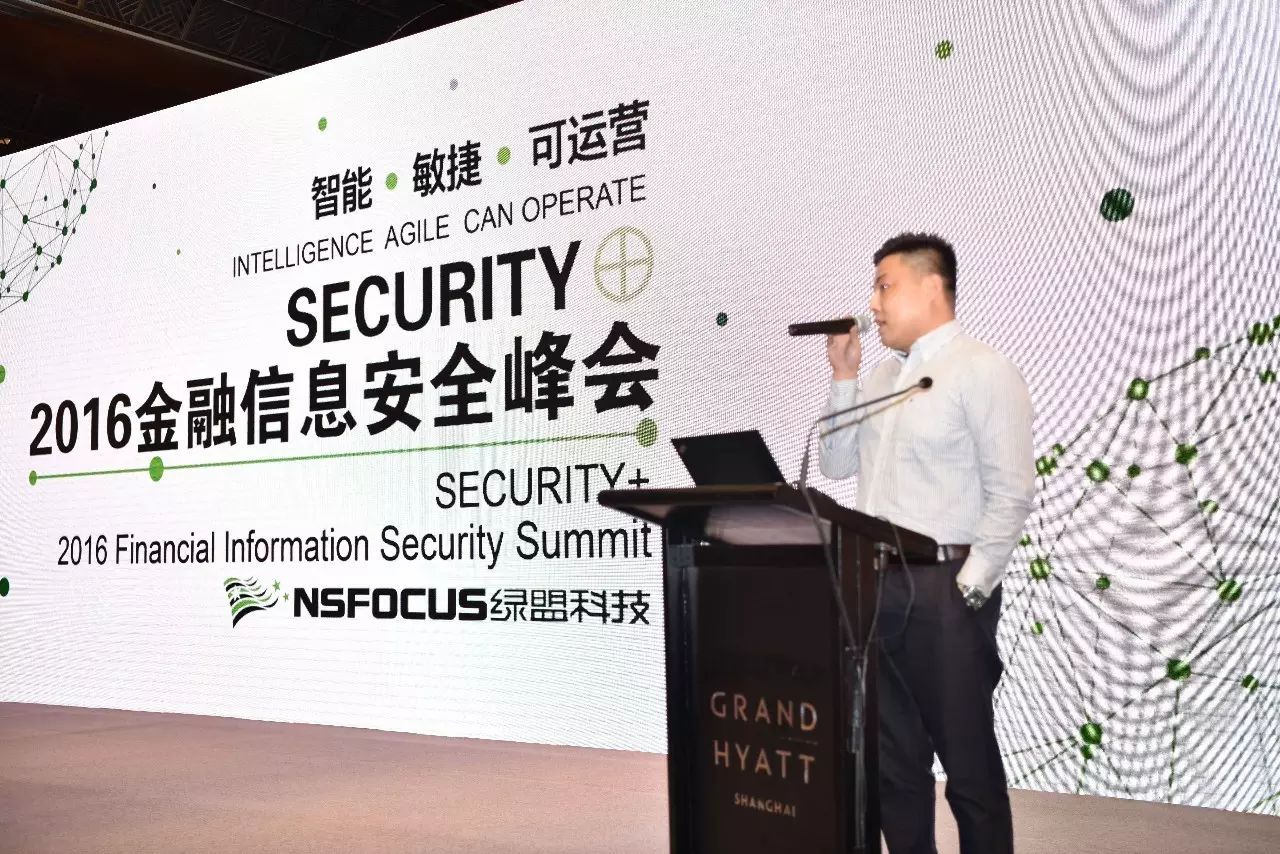 智能·敏捷·可运营
INTELLIGENCE AGILE CAN OPERATE
SECURITY
2016金融信息安全峰会
SECURITY+
2016 Financial Information Security Summit
NSFOCUS绿盟科技
GRAND
HYATT
SHANGHAI